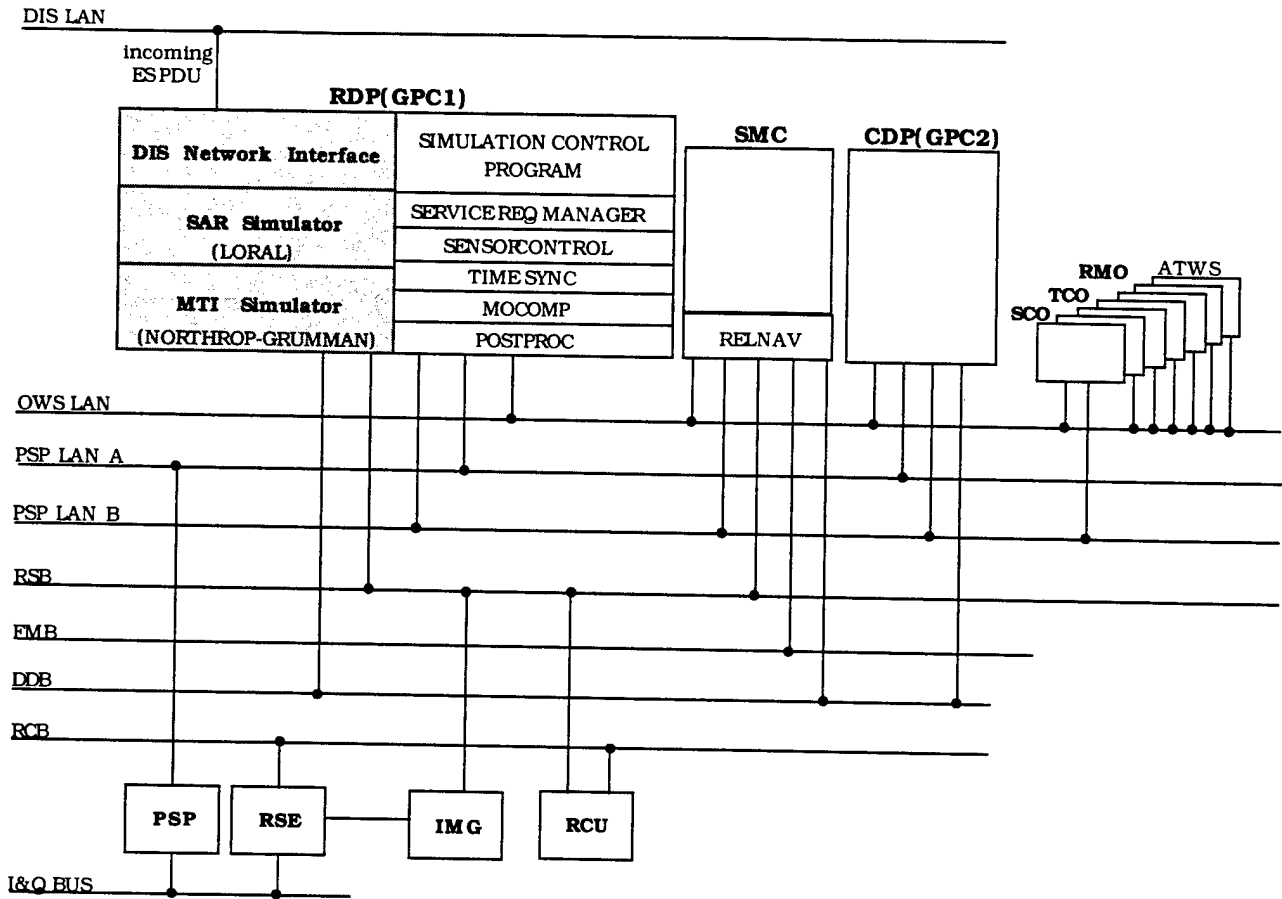 DIS LAN
incoming
ESPDU
RDP(GPC1)
DIS Network Interface
SAR Simulator
(LORAL)
MTI Simulator
(NORTHROP-GRUMMAN)
SIMULATION CONTROL
PROGRAM
SERVICE REQ MANAGER
SENSORCONTROL
TIME SYNC
MOCOMP
POSTPROC
SMC
RELNAV
CDP(GPC2)
SCO
TCO
RMO
ATWS
OWS LAN
PSP LAN A
PSP LAN B
RSB
FMB
DDB
RCB
PSP
RSE
IMG
RCU
I&Q BUS